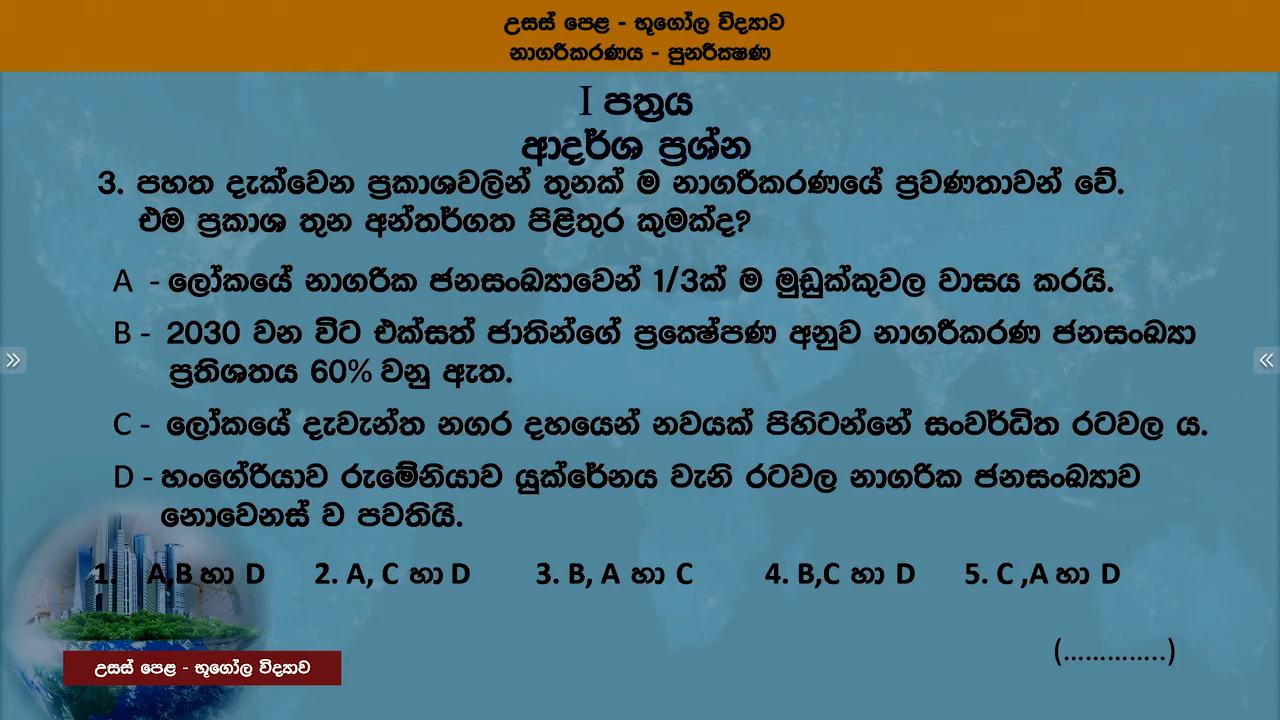 උසස් පෙළ - භූගෝල විද්‍යාව
නාගරීකරණය - පුනරීක්ෂණ
I පත්‍රය
ආදර්ශ ප්‍රශ්න
3. පහත දැක්වෙන ප්‍රකාශවලින් තුනක් ම නාගරීකරණයේ ප්‍රවණතාවන් වේ.
එම ප්‍රකාශ තුන අන්තර්ගත පිළිතුර කුමක්ද?
A - ලෝකයේ නාගරික ජනසංඛ්‍යාවෙන් 1/3ක් ම මුඩුක්කුවල වාසය කරයි.
B - 2030 වන විට එක්සත් ජාතින්ගේ ප්‍රක්ෂේපණ අනුව නාගරීකරණ ජනසංඛ්‍යා
ප්‍රතිශතය 60% වනු ඇත.
C - ලෝකයේ දැවැන්ත නගර දහයෙන් නවයක් පිහිටන්නේ සංවර්ධිත රටවල ය.
D - හංගේරියාව රුමේනියාව යුක්රේනය වැනි රටවල නාගරික ජනසංඛ්‍යාව
නොවෙනස් ව පවතියි.
1. A,B හා D 2. A, C හා D 3. B, A හා C 4. B,C හා D 5. C ,A හා D
(..............)
උසස් පෙළ - භූගෝල විද්‍යාව